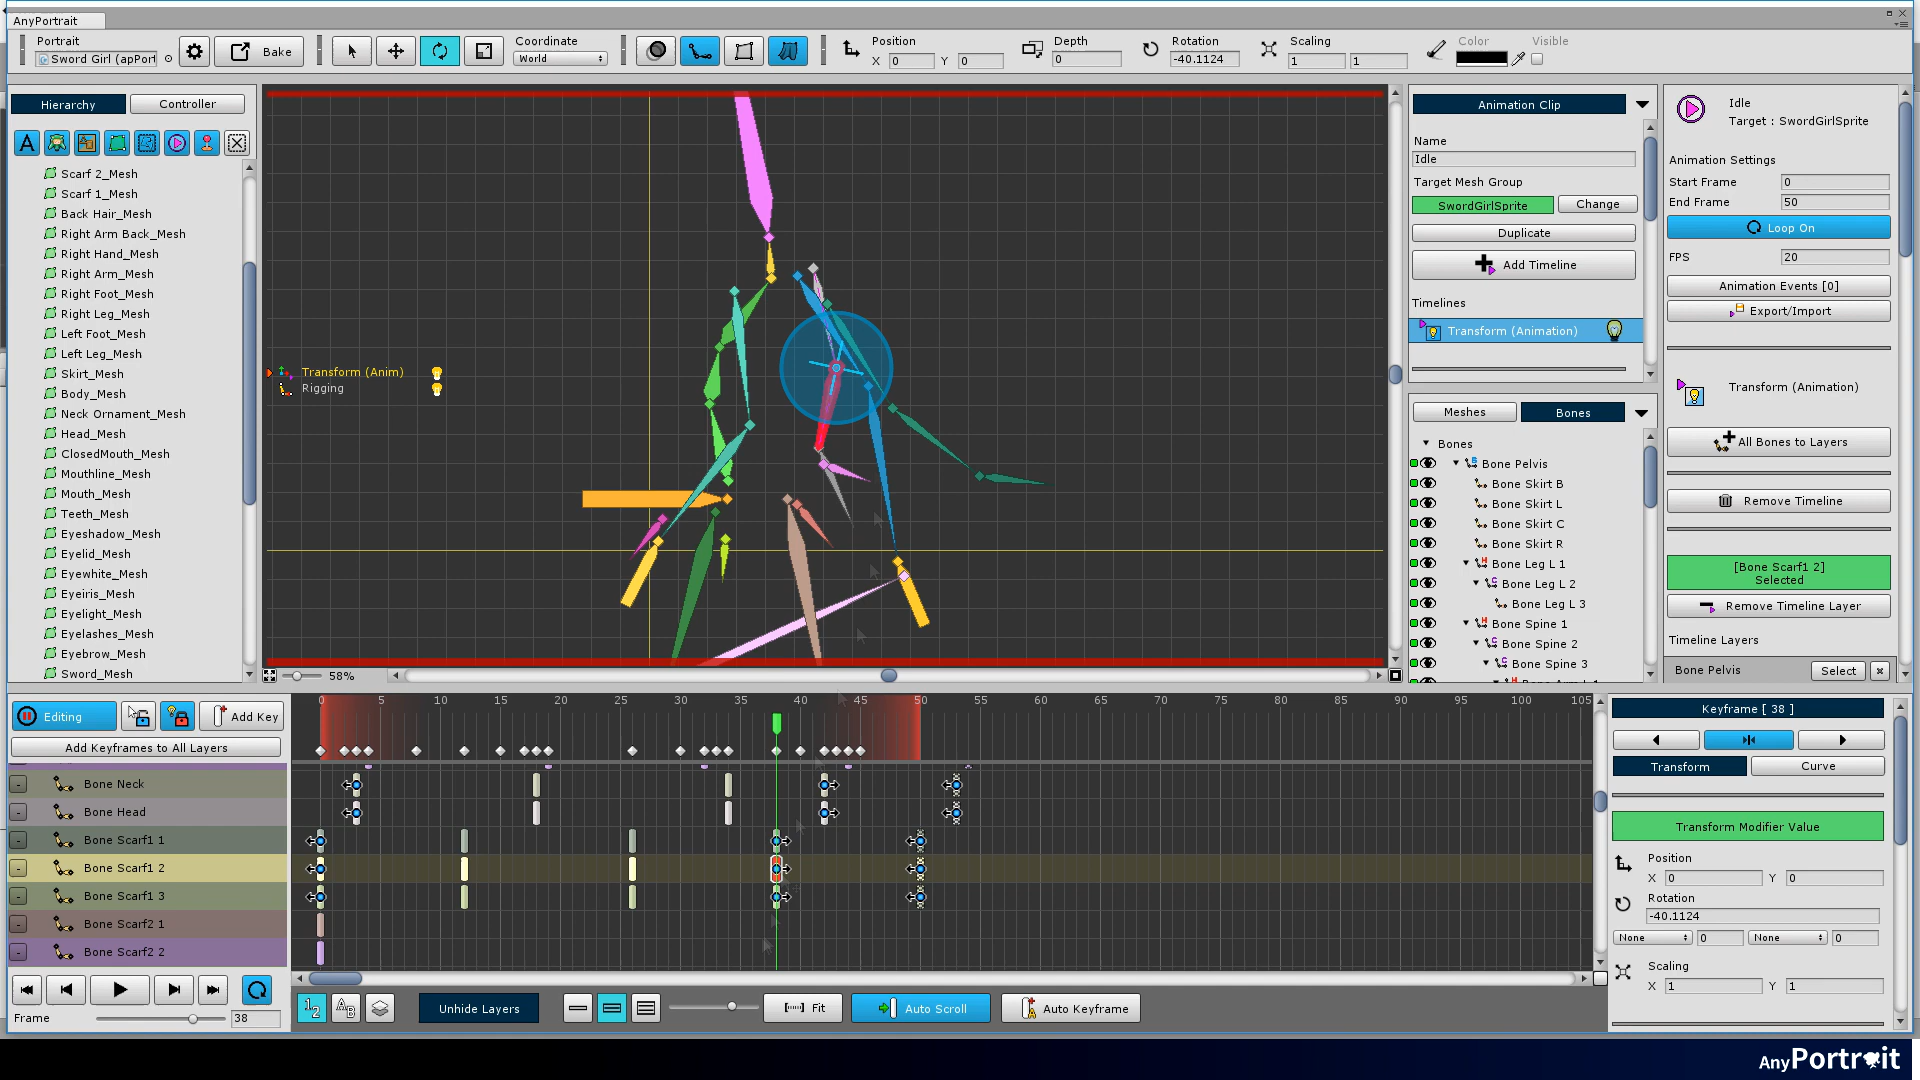 AnyPortrait
Portrait
Sword Girl (apPort
Bake
Coordinate
World
Position
X 0 Y 0
Depth
0
Rotation
-40.1124
Scaling
1 1
Color
Visible
Hierarchy
Controller
Scarf 2_Mesh
Scarf 1_Mesh
Back Hair_Mesh
Right Arm Back_Mesh
Right Hand_Mesh
Right Arm_Mesh
Right Foot_Mesh
Right Leg_Mesh
Left Foot_Mesh
Left Leg_Mesh
Skirt_Mesh
Body_Mesh
Neck Ornament_Mesh
Head_Mesh
ClosedMouth_Mesh
Mouthline_Mesh
Mouth_Mesh
Teeth_Mesh
Eyeshadow_Mesh
Eyelid_Mesh
Eyewhite_Mesh
Eyeiris_Mesh
Eyelight_Mesh
Eyelashes_Mesh
Eyebrow_Mesh
Sword_Mesh
Transform (Anim)
Rigging
58%
Animation Clip
Name
Idle
Target Mesh Group
SwordGirlSprite
Change
Duplicate
Add Timeline
Timelines
Transform (Animation)
Meshes
Bones
Bones
Bone Pelvis
Bone Skirt B
Bone Skirt L
Bone Skirt C
Bone Skirt R
Bone Leg L 1
Bone Leg L 2
Bone Leg L 3
Bone Spine 1
Bone Spine 2
Bone Spine 3
Idle
Target : SwordGirlSprite
Animation Settings
Start Frame 0
End Frame 50
Loop On
FPS 20
Animation Events [0]
Export/Import
Transform (Animation)
All Bones to Layers
Remove Timeline
[Bone Scarf1 2]
Selected
Remove Timeline Layer
Timeline Layers
Bone Pelvis
Select
Editing
Add Key
Add Keyframes to All Layers
0 5 10 15 20 25 30 35 40 45 50 55 60 65 70 75 80 85 90 95 100 105
Bone Neck
Bone Head
Bone Scarf1 1
Bone Scarf1 2
Bone Scarf1 3
Bone Scarf2 1
Bone Scarf2 2
Frame 38
Unhide Layers
Fit
Auto Scroll
Auto Keyframe
Keyframe [ 38 ]
Transform
Curve
Transform Modifier Value
Position
X 0 Y 0
Rotation
-40.1124
None 0 None 0
Scaling
X 1 Y 1
AnyPortrait